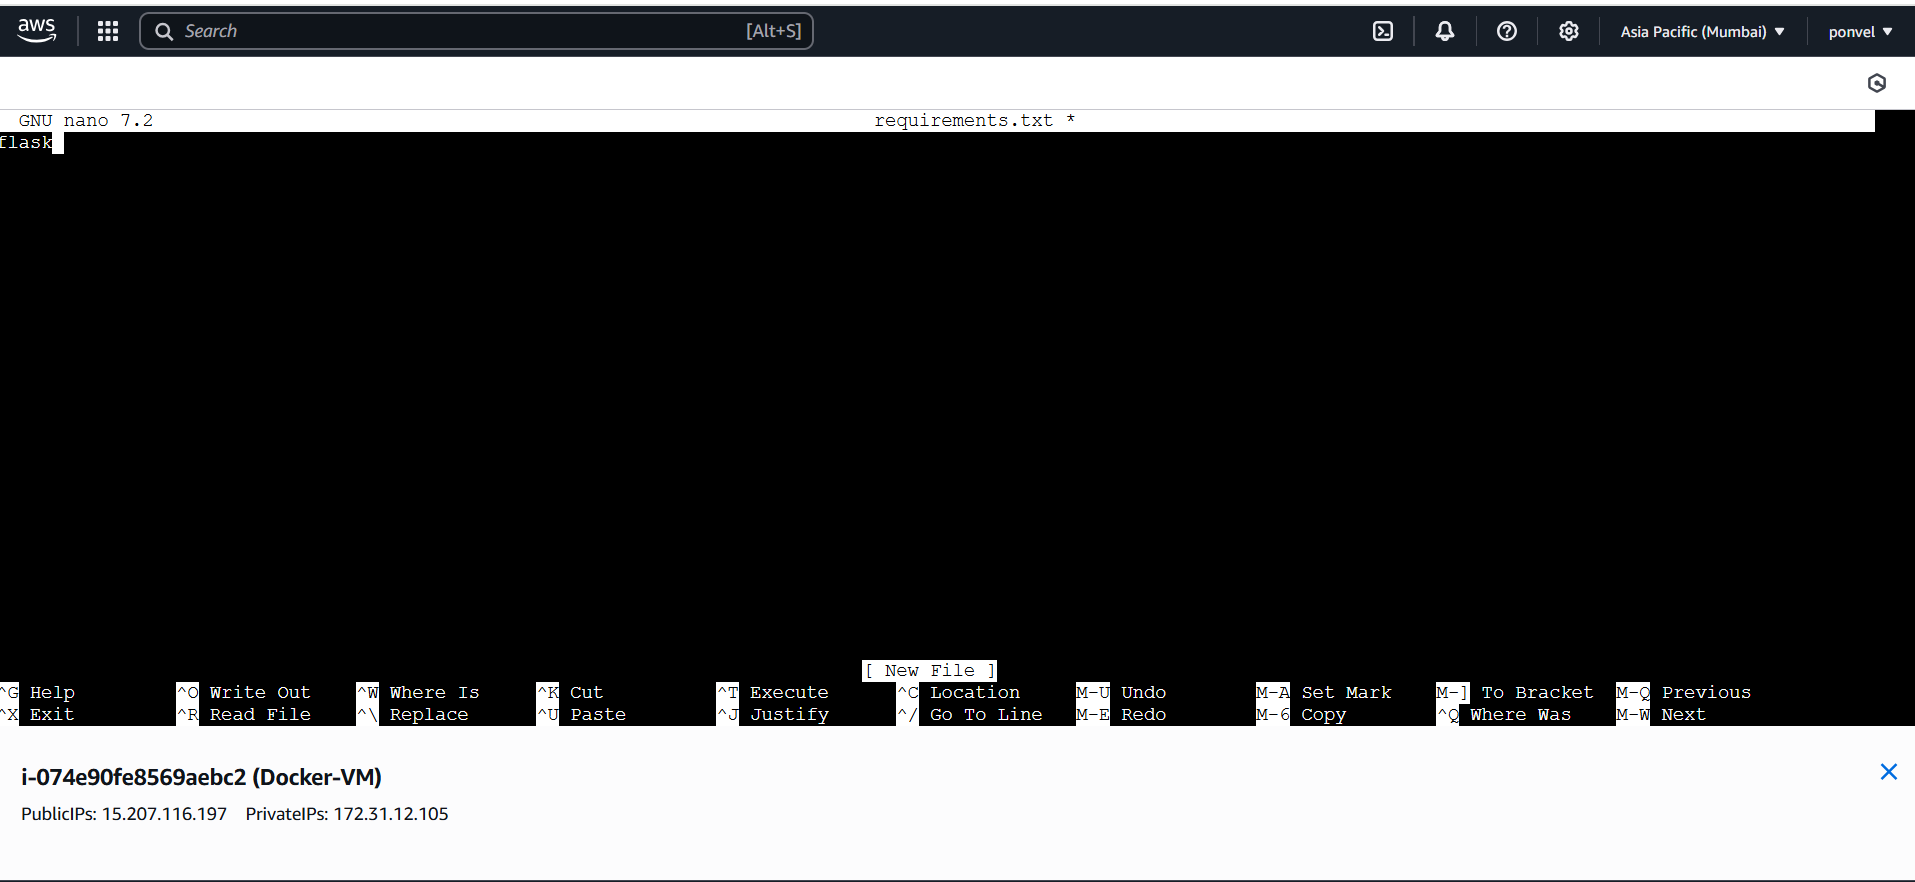 aws Search [Alt+S] Asia Pacific (Mumbai) ponvel
GNU nano 7.2 requirements.txt *
flask
[ New File ]
^G Help ^O Write Out ^W Where Is ^K Cut ^T Execute ^C Location M-U Undo M-A Set Mark M-] To Bracket M-Q Previous
^X Exit ^R Read File ^\ Replace ^U Paste ^J Justify ^/ Go To Line M-E Redo M-6 Copy ^Q Where Was M-W Next
i-074e90fe8569aebc2 (Docker-VM)
PublicIPs: 15.207.116.197 PrivateIPs: 172.31.12.105